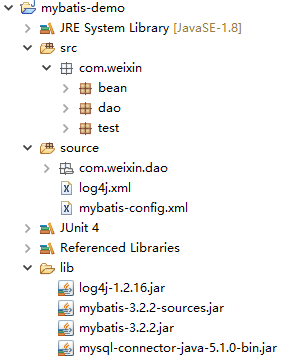 mybatis-demo
JRE System Library [JavaSE-1.8]
src
com.weixin
bean
dao
test
source
com.weixin.dao
log4j.xml
mybatis-config.xml
JUnit 4
Referenced Libraries
lib
log4j-1.2.16.jar
mybatis-3.2.2-sources.jar
mybatis-3.2.2.jar
mysql-connector-java-5.1.0-bin.jar